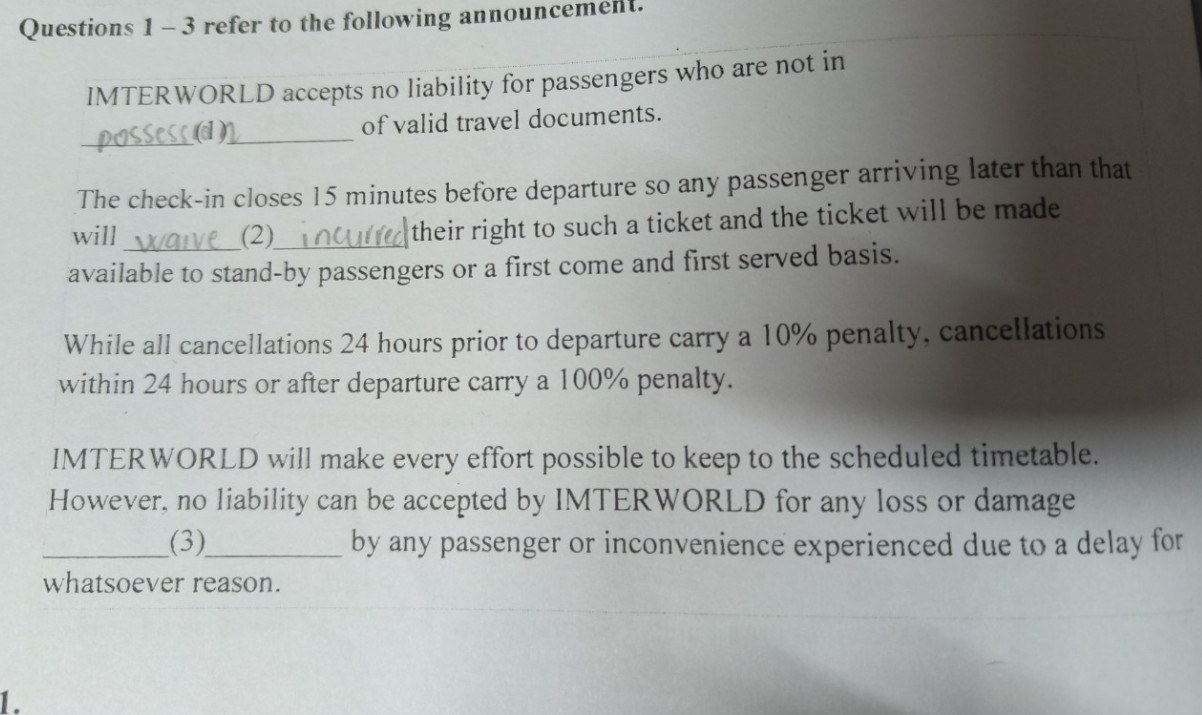 Questions 1 – 3 refer to the following announcement.
IMTERWORLD accepts no liability for passengers who are not in
possess(1)n of valid travel documents.
The check-in closes 15 minutes before departure so any passenger arriving later than that
will waive (2) incurred their right to such a ticket and the ticket will be made
available to stand-by passengers or a first come and first served basis.
While all cancellations 24 hours prior to departure carry a 10% penalty, cancellations
within 24 hours or after departure carry a 100% penalty.
IMTERWORLD will make every effort possible to keep to the scheduled timetable.
However, no liability can be accepted by IMTERWORLD for any loss or damage
(3) by any passenger or inconvenience experienced due to a delay for
whatsoever reason.
1.